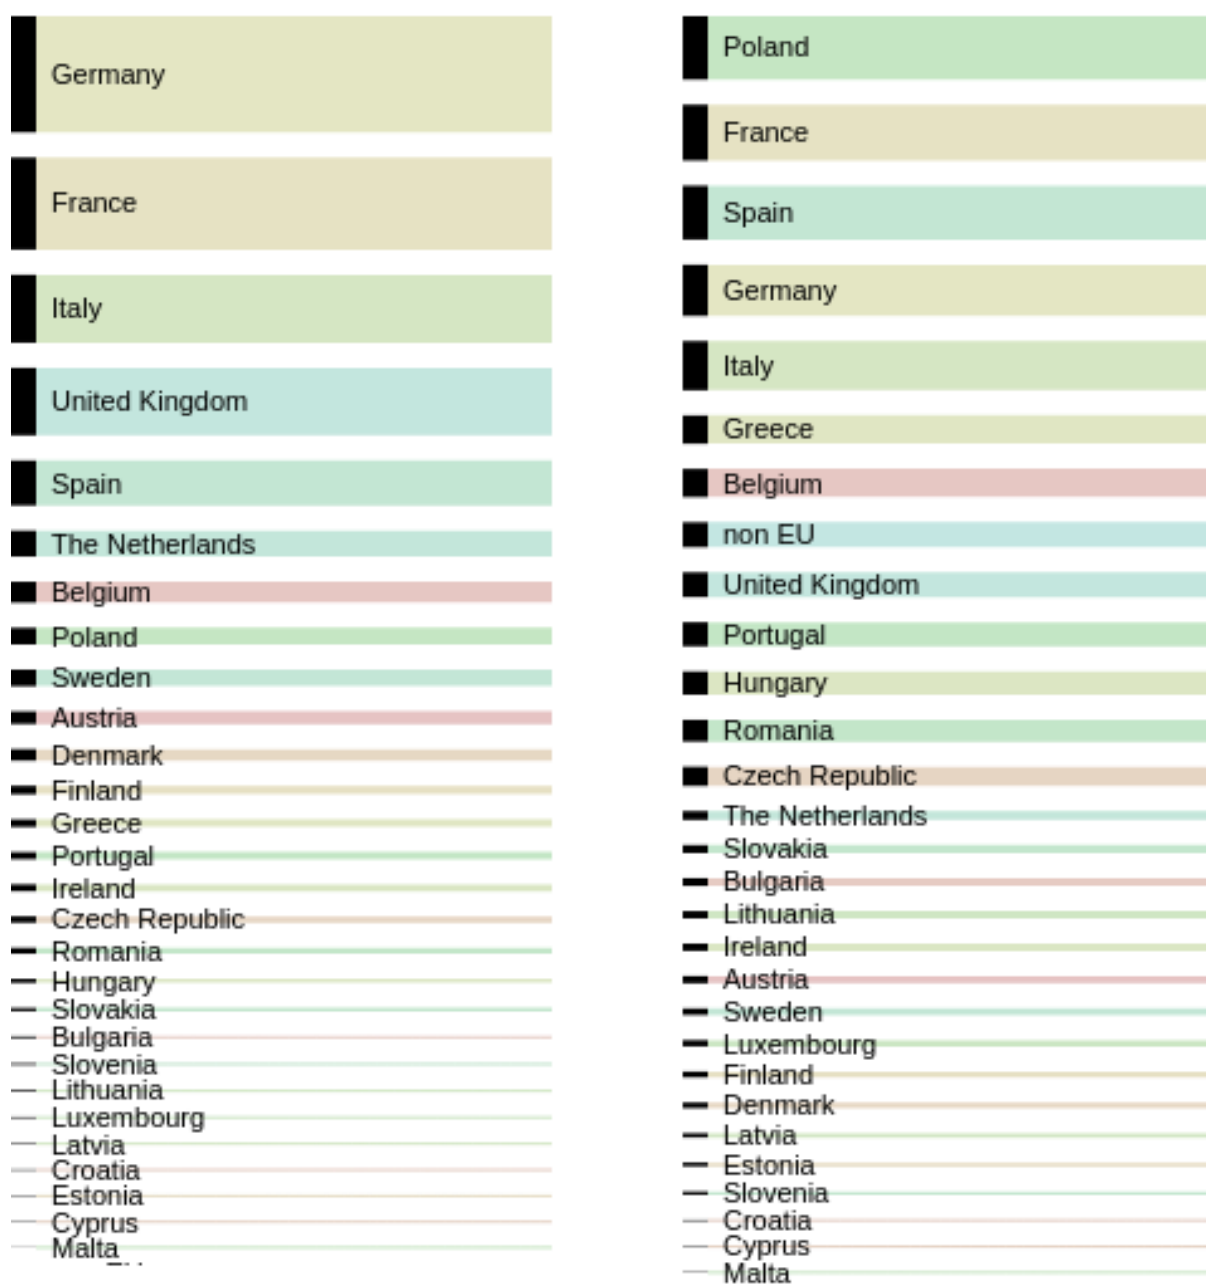 Germany
France
Italy
United Kingdom
Spain
The Netherlands
Belgium
Poland
Sweden
Austria
Denmark
Finland
Greece
Portugal
Ireland
Czech Republic
Romania
Hungary
Slovakia
Bulgaria
Slovenia
Lithuania
Luxembourg
Latvia
Croatia
Estonia
Cyprus
Malta
Poland
France
Spain
Germany
Italy
Greece
Belgium
non EU
United Kingdom
Portugal
Hungary
Romania
Czech Republic
The Netherlands
Slovakia
Bulgaria
Lithuania
Ireland
Austria
Sweden
Luxembourg
Finland
Denmark
Latvia
Estonia
Slovenia
Croatia
Cyprus
Malta